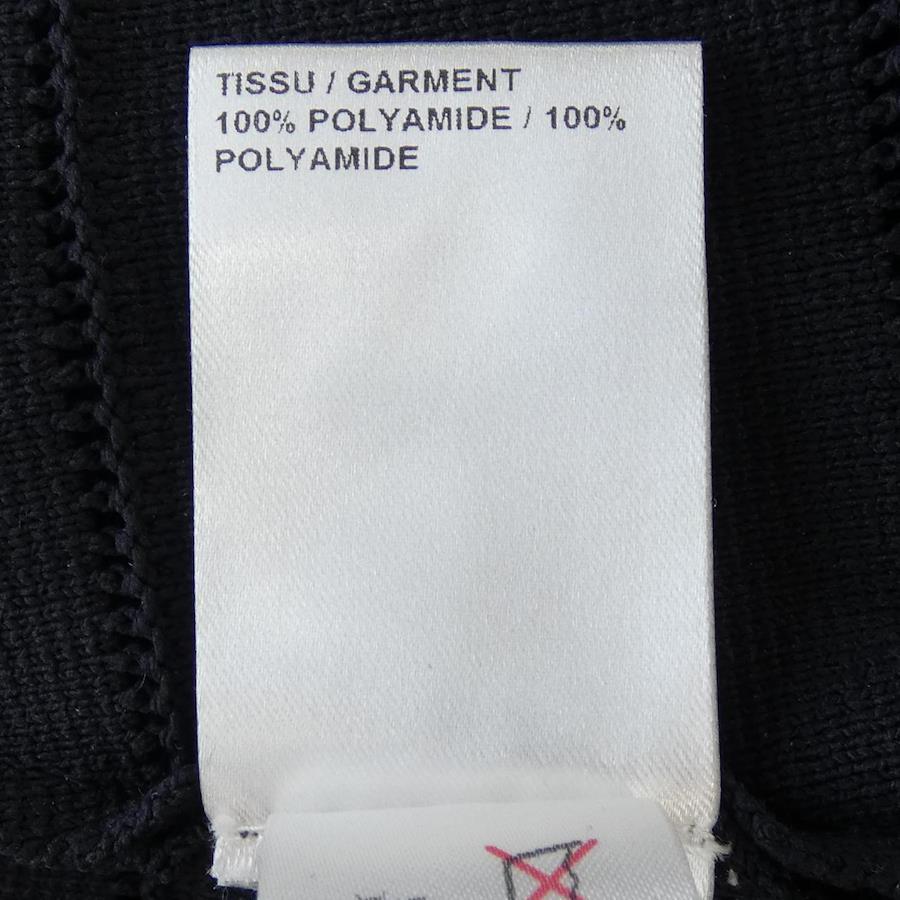 TISSU / GARMENT
100% POLYAMIDE / 100%
POLYAMIDE